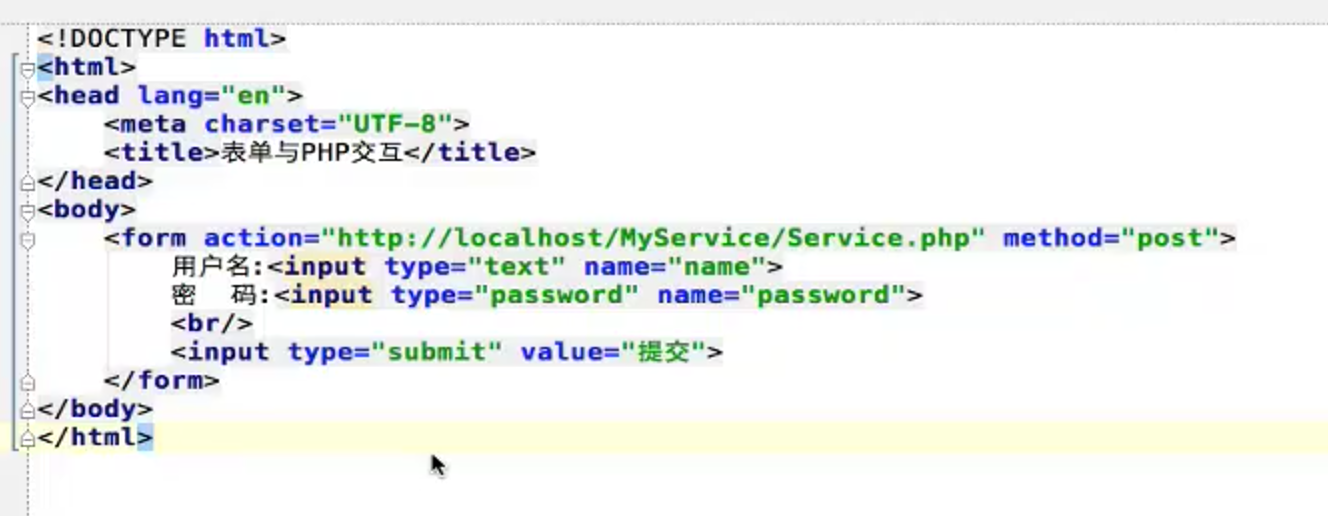 <!DOCTYPE html>
<html>
<head lang="en">
    <meta charset="UTF-8">
    <title>表单与PHP交互</title>
</head>
<body>
    <form action="http://localhost/MyService/Service.php" method="post">
        用户名:<input type="text" name="name">
        密  码:<input type="password" name="password">
        <br/>
        <input type="submit" value="提交">
    </form>
</body>
</html>